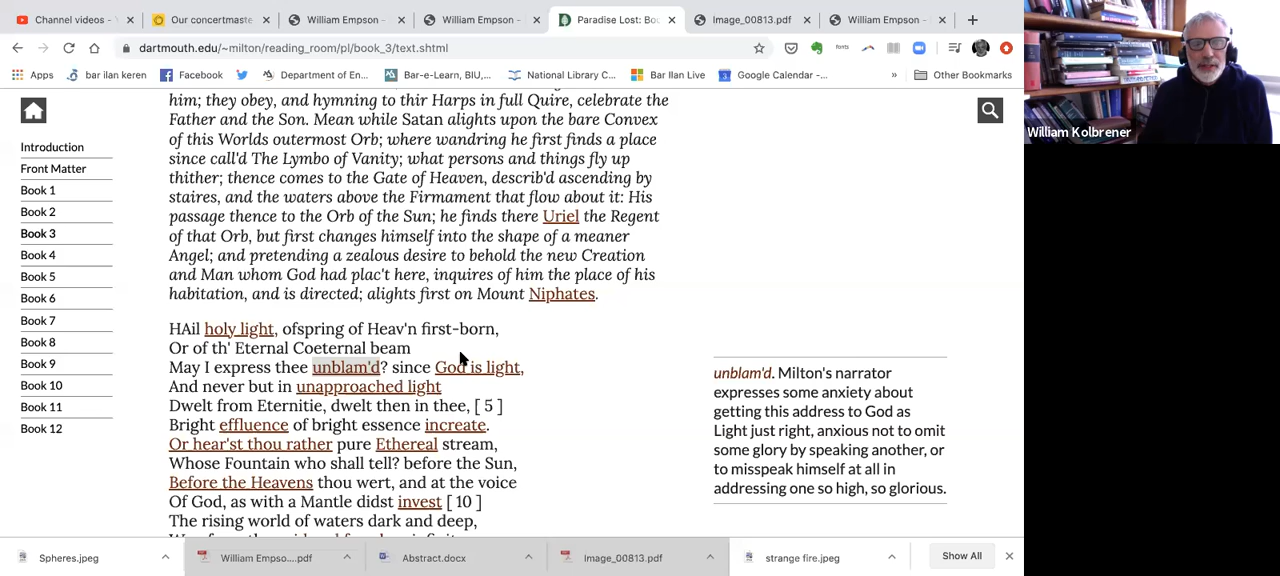 Channel videos -
Our concertmaste
William Empson -
William Empson -
Paradise Lost: Bo
Image_00813.pdf
William Empson -
dartmouth.edu/~milton/reading_room/pl/book_3/text.shtml
fonts
Apps
bar ilan keren
Facebook
Department of En...
Bar-e-Learn, BIU,...
National Library C...
Bar Ilan Live
Google Calendar -...
»
Other Bookmarks
William Kolbrener
Introduction
Front Matter
Book 1
Book 2
Book 3
Book 4
Book 5
Book 6
Book 7
Book 8
Book 9
Book 10
Book 11
Book 12
him; they obey, and hymning to thir Harps in full Quire, celebrate the
Father and the Son. Mean while Satan alights upon the bare Convex
of this Worlds outermost Orb; where wandring he first finds a place
since call'd The Lymbo of Vanity; what persons and things fly up
thither; thence comes to the Gate of Heaven, describ'd ascending by
staires, and the waters above the Firmament that flow about it: His
passage thence to the Orb of the Sun; he finds there Uriel the Regent
of that Orb, but first changes himself into the shape of a meaner
Angel; and pretending a zealous desire to behold the new Creation
and Man whom God had plac't here, inquires of him the place of his
habitation, and is directed; alights first on Mount Niphates.
HAil holy light, ofspring of Heav'n first-born,
Or of th' Eternal Coeternal beam
May I express thee unblam'd? since God is light,
And never but in unapproached light
Dwelt from Eternitie, dwelt then in thee, [ 5 ]
Bright effluence of bright essence increate.
Or hear'st thou rather pure Ethereal stream,
Whose Fountain who shall tell? before the Sun,
Before the Heavens thou wert, and at the voice
Of God, as with a Mantle didst invest [ 10 ]
The rising world of waters dark and deep,
unblam'd. Milton's narrator
expresses some anxiety about
getting this address to God as
Light just right, anxious not to omit
some glory by speaking another, or
to misspeak himself at all in
addressing one so high, so glorious.
Spheres.jpeg
William Empso....pdf
Abstract.docx
Image_00813.pdf
strange fire.jpeg
Show All